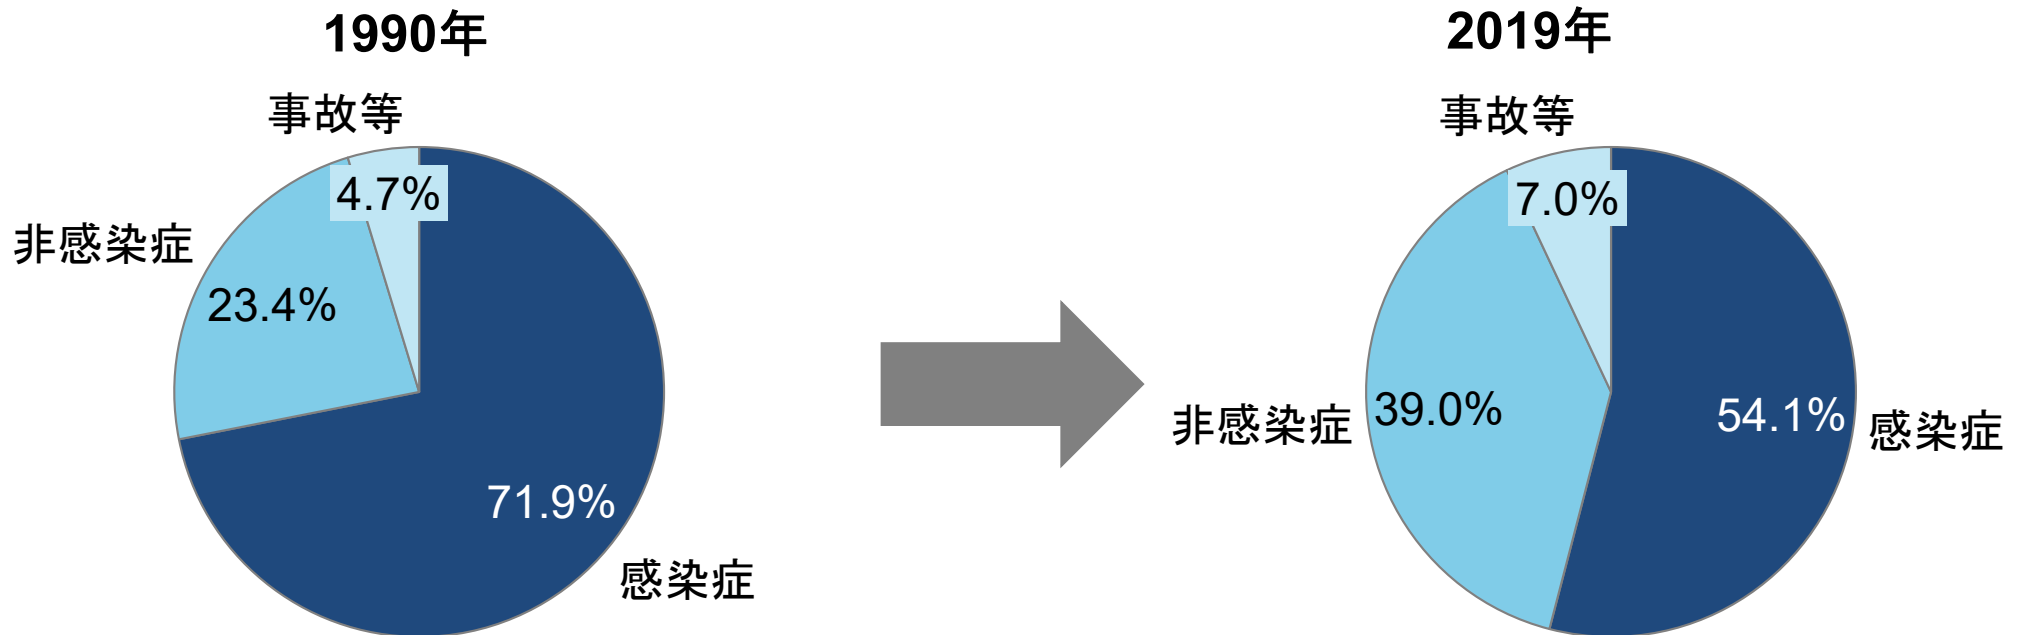 1990年
事故等
4.7%
非感染症
23.4%
71.9%
感染症
2019年
事故等
7.0%
非感染症
39.0%
54.1%
感染症